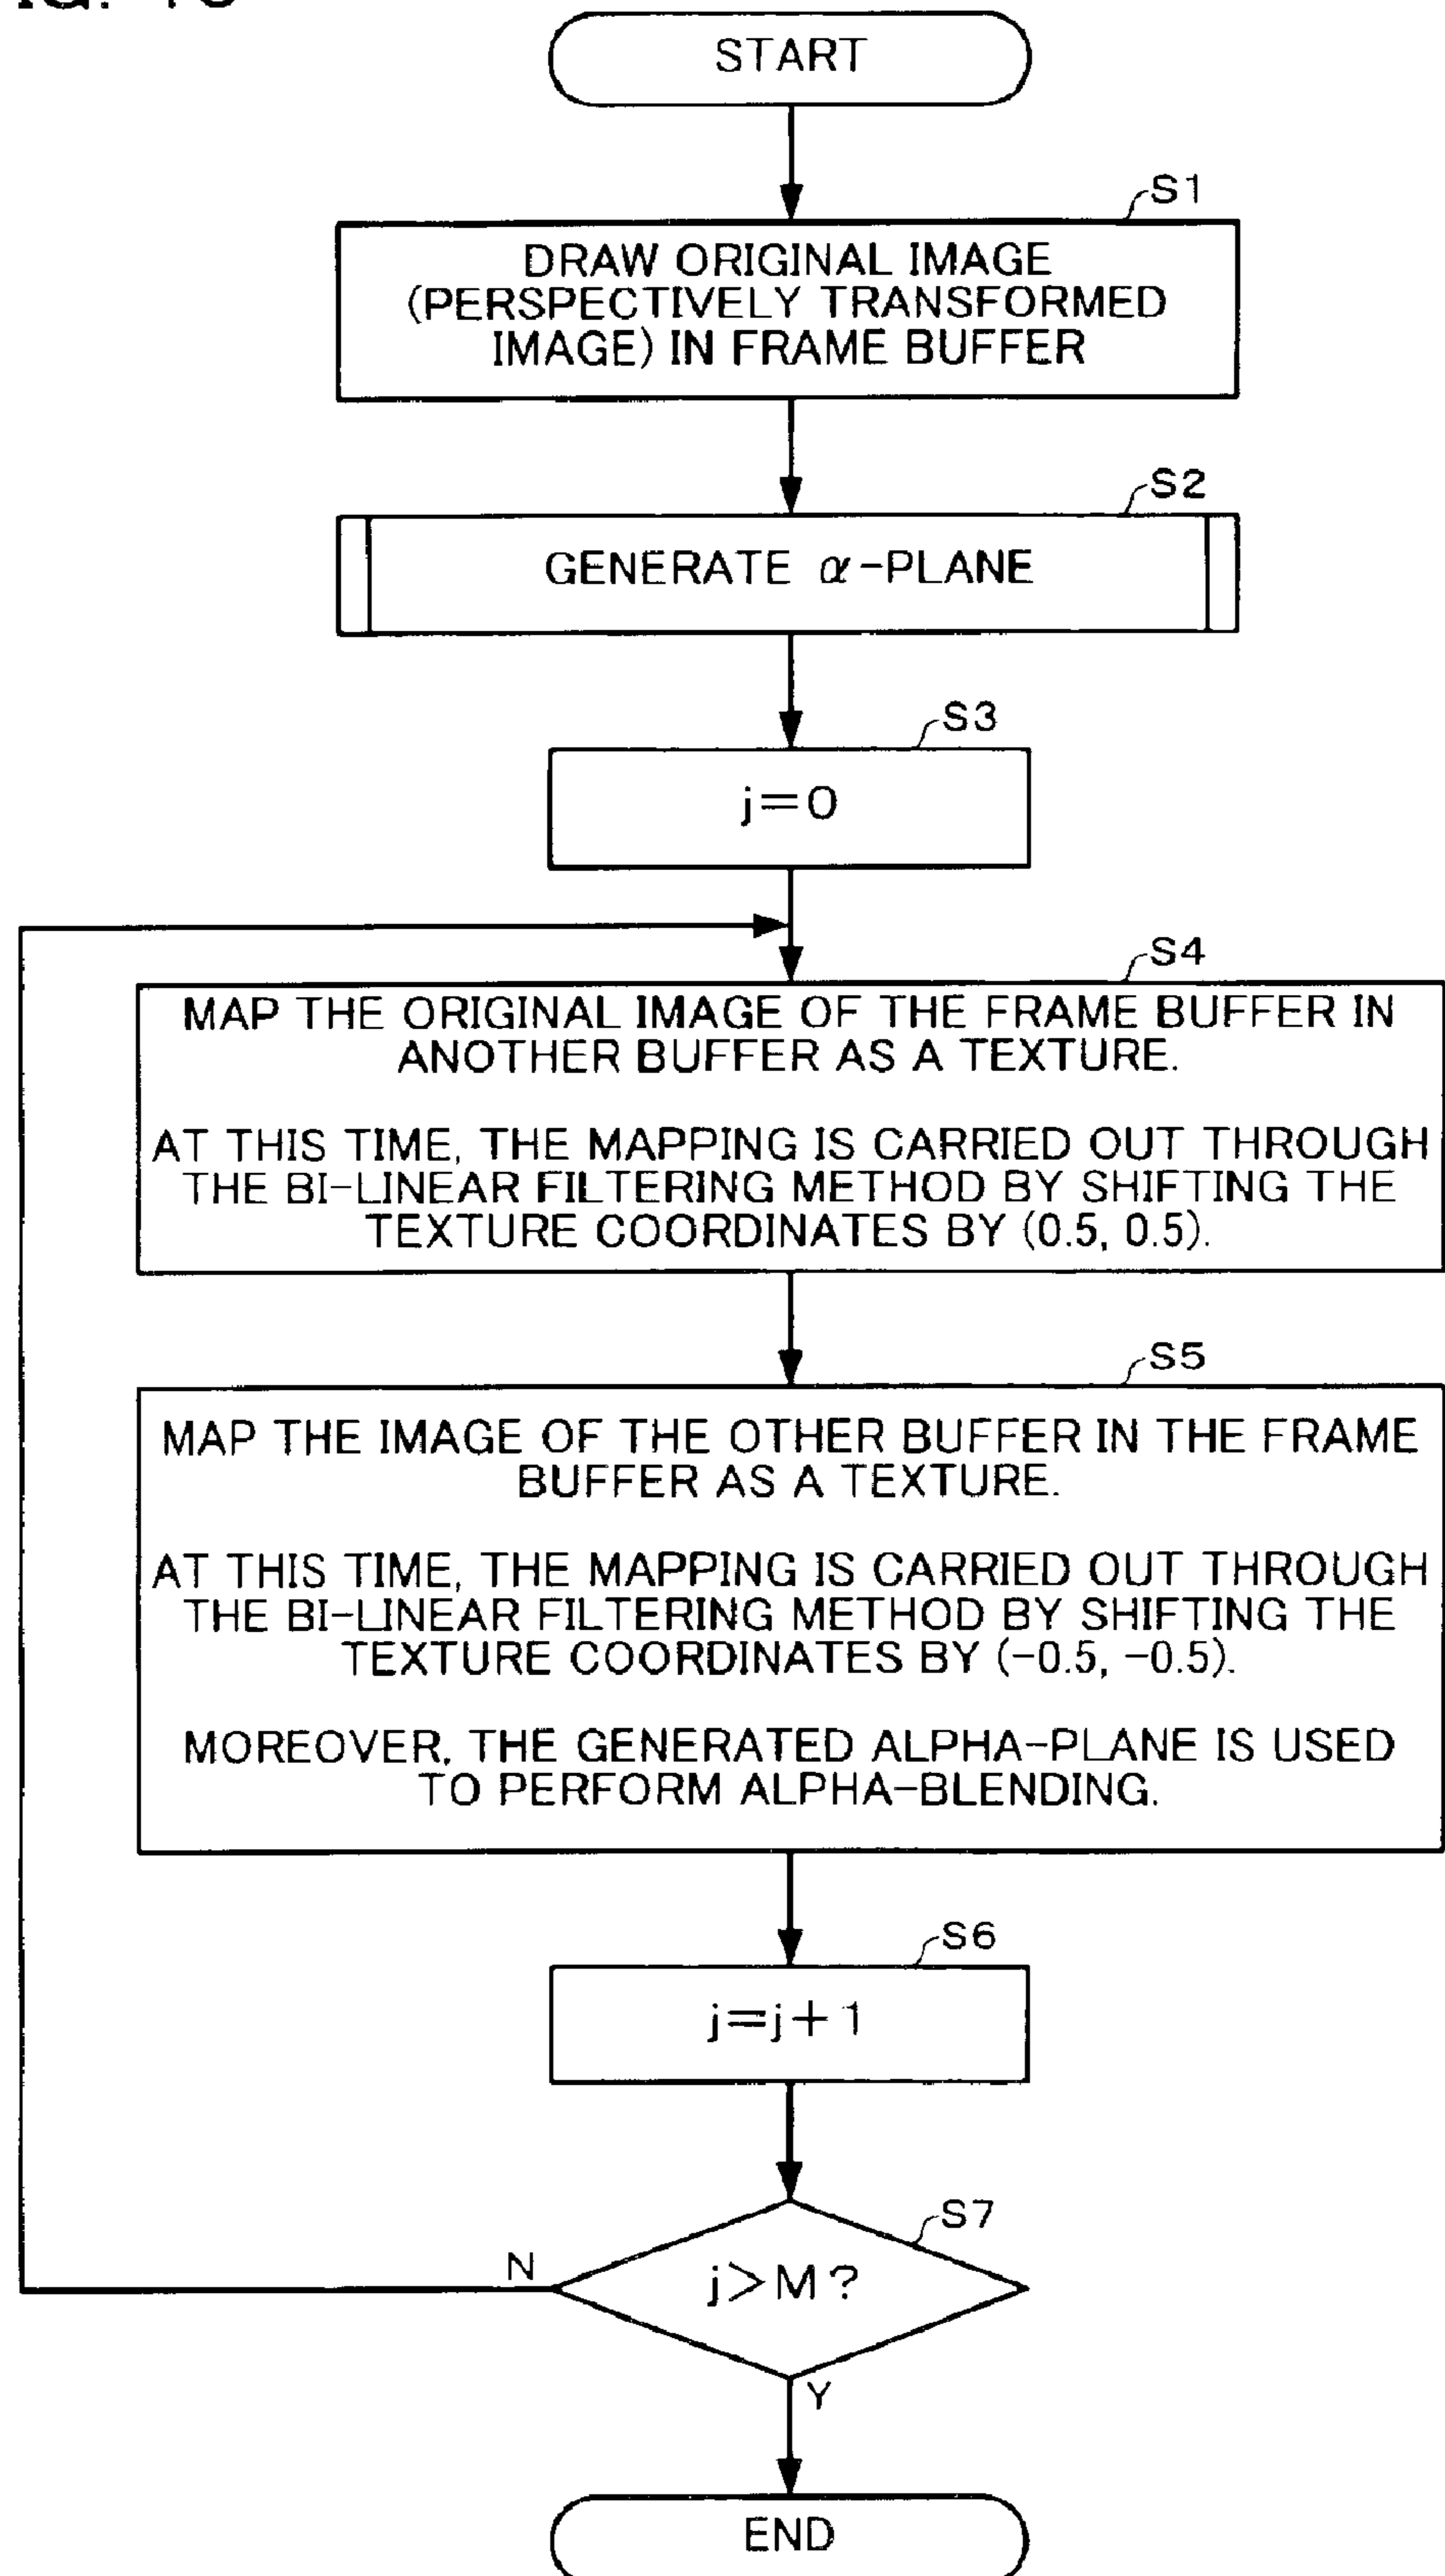 START
S1
DRAW ORIGINAL IMAGE
(PERSPECTIVELY TRANSFORMED
IMAGE) IN FRAME BUFFER
S2
GENERATE α-PLANE
S3
j=0
S4
MAP THE ORIGINAL IMAGE OF THE FRAME BUFFER IN
ANOTHER BUFFER AS A TEXTURE.
AT THIS TIME, THE MAPPING IS CARRIED OUT THROUGH
THE BI-LINEAR FILTERING METHOD BY SHIFTING THE
TEXTURE COORDINATES BY (0.5, 0.5).
S5
MAP THE IMAGE OF THE OTHER BUFFER IN THE FRAME
BUFFER AS A TEXTURE.
AT THIS TIME, THE MAPPING IS CARRIED OUT THROUGH
THE BI-LINEAR FILTERING METHOD BY SHIFTING THE
TEXTURE COORDINATES BY (-0.5, -0.5).
MOREOVER, THE GENERATED ALPHA-PLANE IS USED
TO PERFORM ALPHA-BLENDING.
S6
j=j+1
S7
N
j>M?
Y
END